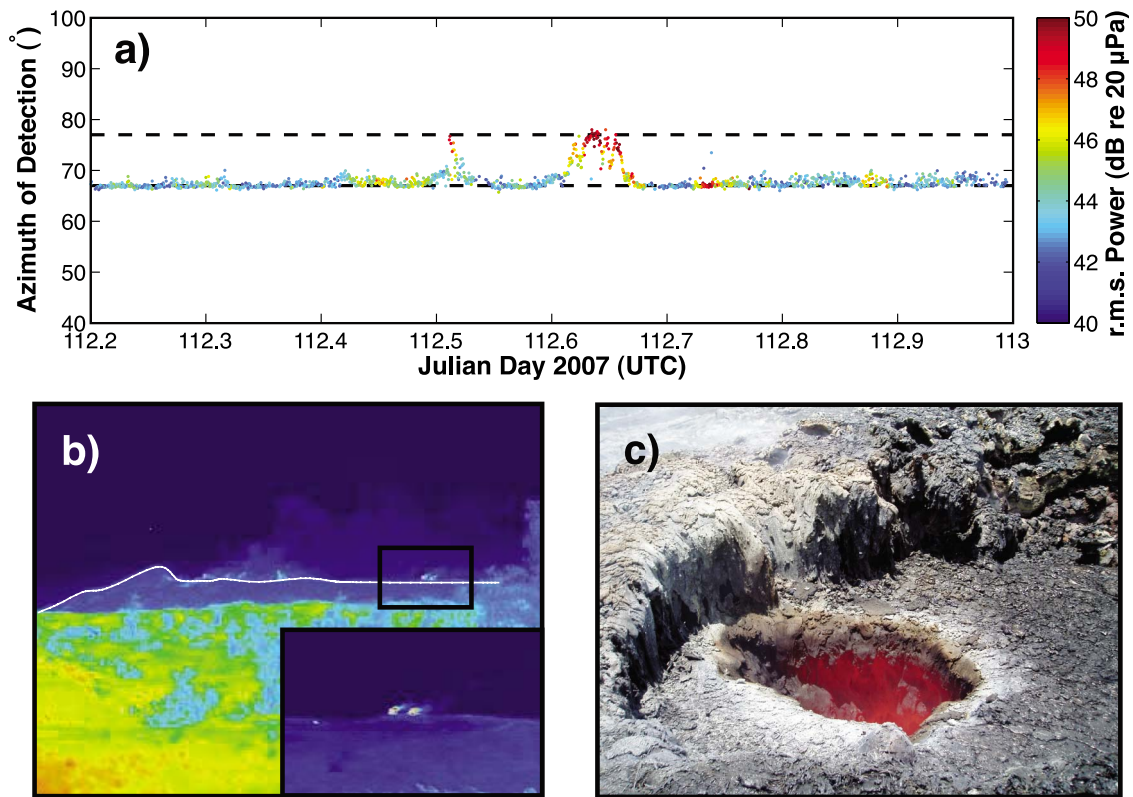 a)
Azimuth of Detection (°)
100
90
80
70
60
50
40
112.2 112.3 112.4 112.5 112.6 112.7 112.8 112.9 113
Julian Day 2007 (UTC)
50
48
46
44
42
40
r.m.s. Power (dB re 20 µPa)
b)
c)